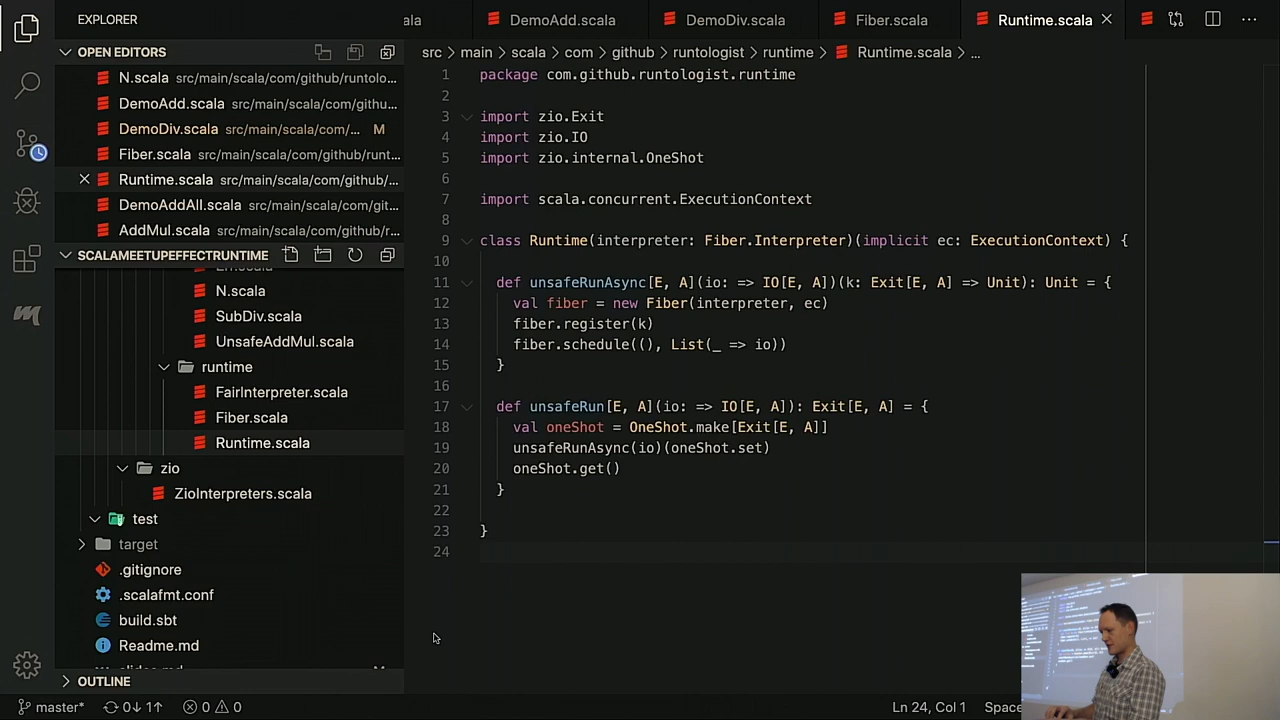 EXPLORER
OPEN EDITORS
N.scala src/main/scala/com/github/runtolo...
DemoAdd.scala src/main/scala/com/githu...
DemoDiv.scala src/main/scala/com/... M
Fiber.scala src/main/scala/com/github/runt...
Runtime.scala src/main/scala/com/github/...
DemoAddAll.scala src/main/scala/com/git...
AddMul.scala src/main/scala/com/github/r...
SCALAMEETUPEFFECTRUNTIME
N.scala
SubDiv.scala
UnsafeAddMul.scala
runtime
FairInterpreter.scala
Fiber.scala
Runtime.scala
zio
ZioInterpreters.scala
test
target
.gitignore
.scalafmt.conf
build.sbt
Readme.md
slides.md M
OUTLINE
ala DemoAdd.scala DemoDiv.scala Fiber.scala Runtime.scala
src > main > scala > com > github > runtologist > runtime > Runtime.scala > ...
1 package com.github.runtologist.runtime
2
3 import zio.Exit
4 import zio.IO
5 import zio.internal.OneShot
6
7 import scala.concurrent.ExecutionContext
8
9 class Runtime(interpreter: Fiber.Interpreter)(implicit ec: ExecutionContext) {
10
11 def unsafeRunAsync[E, A](io: => IO[E, A])(k: Exit[E, A] => Unit): Unit = {
12 val fiber = new Fiber(interpreter, ec)
13 fiber.register(k)
14 fiber.schedule((), List(_ => io))
15 }
16
17 def unsafeRun[E, A](io: => IO[E, A]): Exit[E, A] = {
18 val oneShot = OneShot.make[Exit[E, A]]
19 unsafeRunAsync(io)(oneShot.set)
20 oneShot.get()
21 }
22
23 }
24
master* 0↓ 1↑ 0 0 Ln 24, Col 1 Spaces